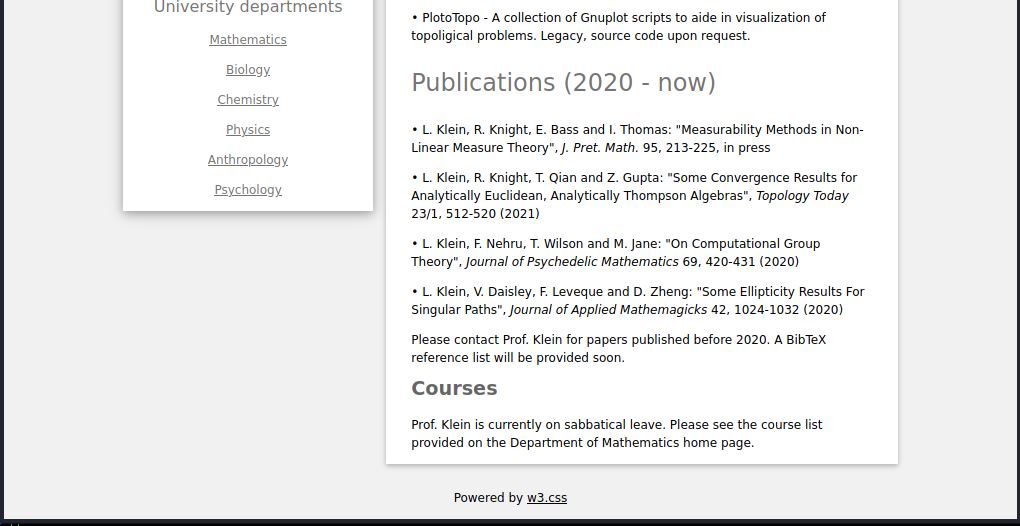 University departments
Mathematics
Biology
Chemistry
Physics
Anthropology
Psychology
• PlotoTopo - A collection of Gnuplot scripts to aide in visualization of
topoligical problems. Legacy, source code upon request.
Publications (2020 - now)
• L. Klein, R. Knight, E. Bass and I. Thomas: "Measurability Methods in Non-
Linear Measure Theory", J. Pret. Math. 95, 213-225, in press
• L. Klein, R. Knight, T. Qian and Z. Gupta: "Some Convergence Results for
Analytically Euclidean, Analytically Thompson Algebras", Topology Today
23/1, 512-520 (2021)
• L. Klein, F. Nehru, T. Wilson and M. Jane: "On Computational Group
Theory", Journal of Psychedelic Mathematics 69, 420-431 (2020)
• L. Klein, V. Daisley, F. Leveque and D. Zheng: "Some Ellipticity Results For
Singular Paths", Journal of Applied Mathemagicks 42, 1024-1032 (2020)
Please contact Prof. Klein for papers published before 2020. A BibTeX
reference list will be provided soon.
Courses
Prof. Klein is currently on sabbatical leave. Please see the course list
provided on the Department of Mathematics home page.
Powered by w3.css